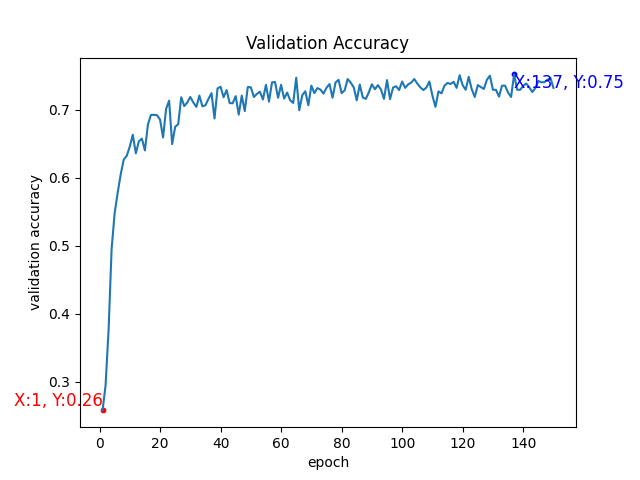 Validation Accuracy
X:137, Y:0.75
0.7
0.6
validation accuracy
0.5
0.4
0.3
X:1, Y:0.26
0 20 40 60 80 100 120 140
epoch